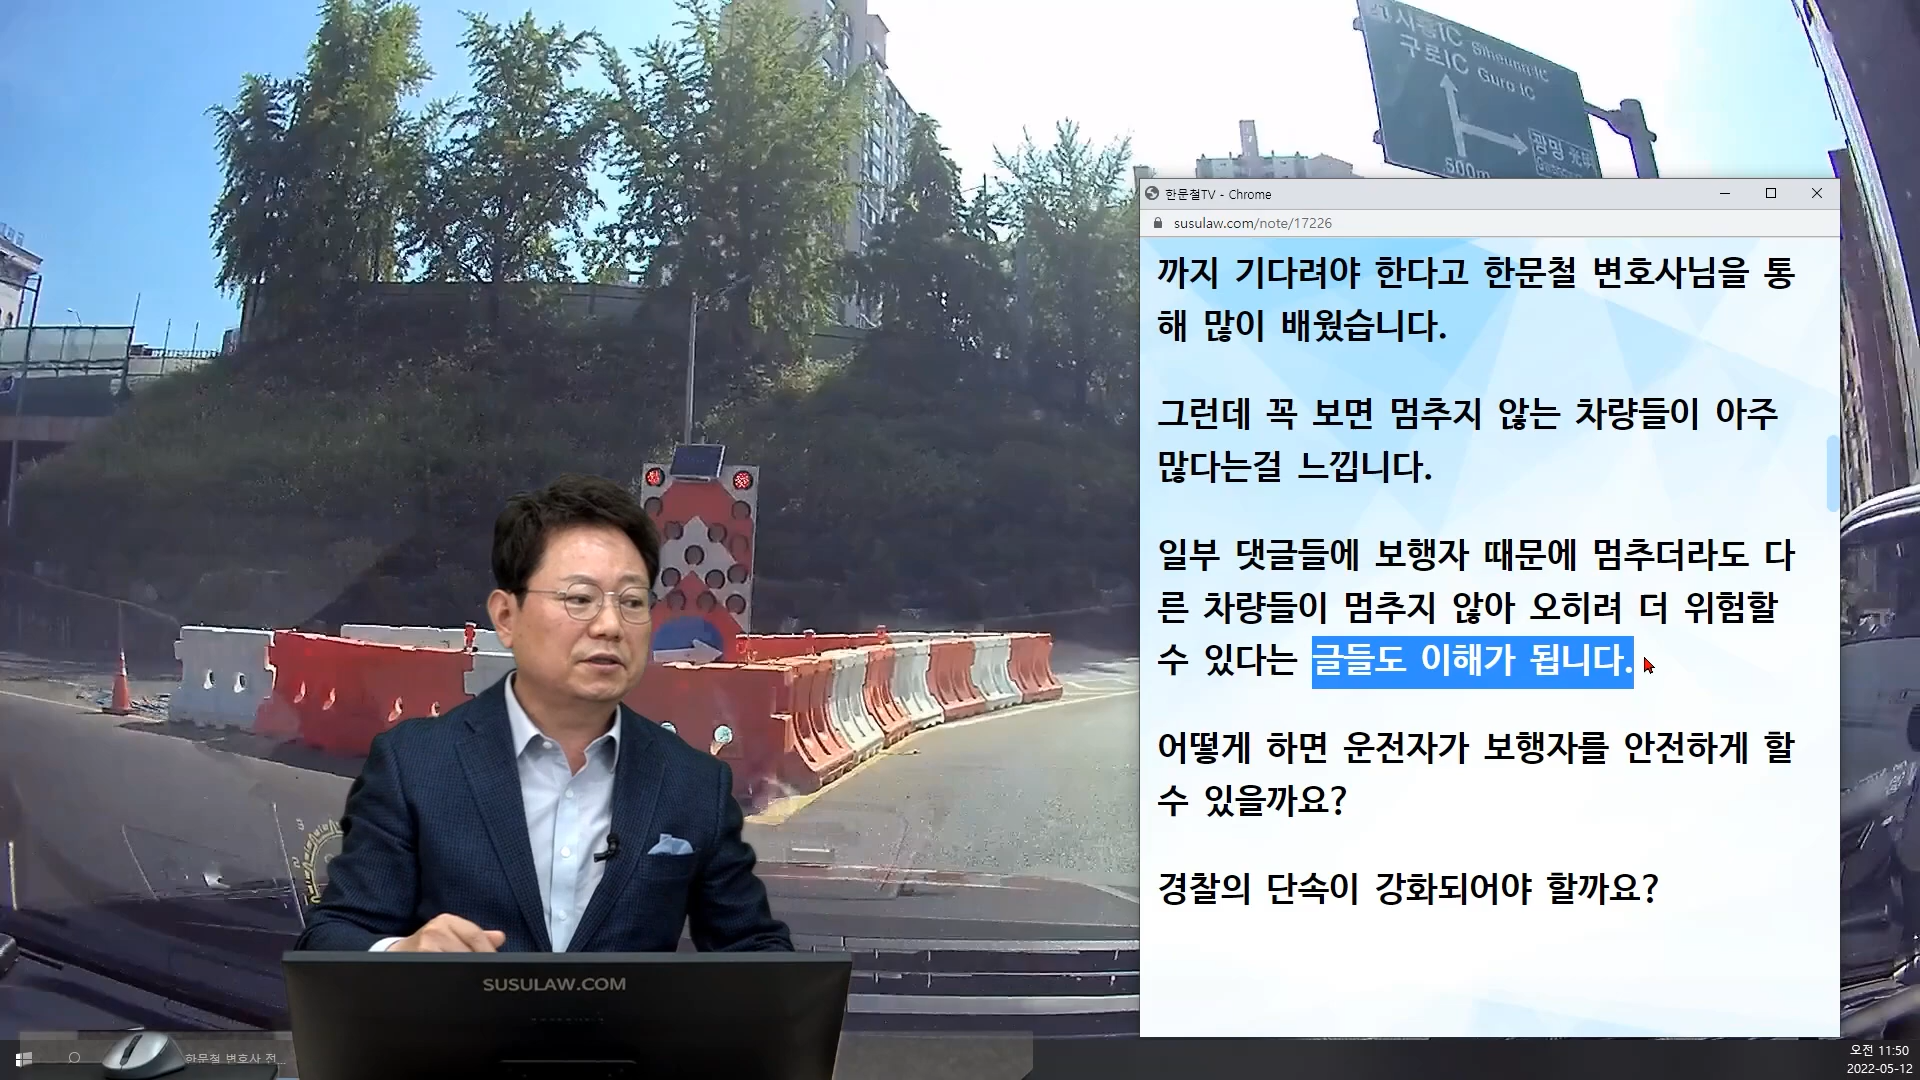 시흥IC Siheung IC
구로IC Guro IC
광명
500m
한문철TV - Chrome
susulaw.com/note/17226
까지 기다려야 한다고 한문철 변호사님을 통
해 많이 배웠습니다.
그런데 꼭 보면 멈추지 않는 차량들이 아주
많다는걸 느낍니다.
일부 댓글들에 보행자 때문에 멈추더라도 다
른 차량들이 멈추지 않아 오히려 더 위험할
수 있다는 글들도 이해가 됩니다.
어떻게 하면 운전자가 보행자를 안전하게 할
수 있을까요?
경찰의 단속이 강화되어야 할까요?
SUSULAW.COM
한문철 변호사 전...
오전 11:50
2022-05-12